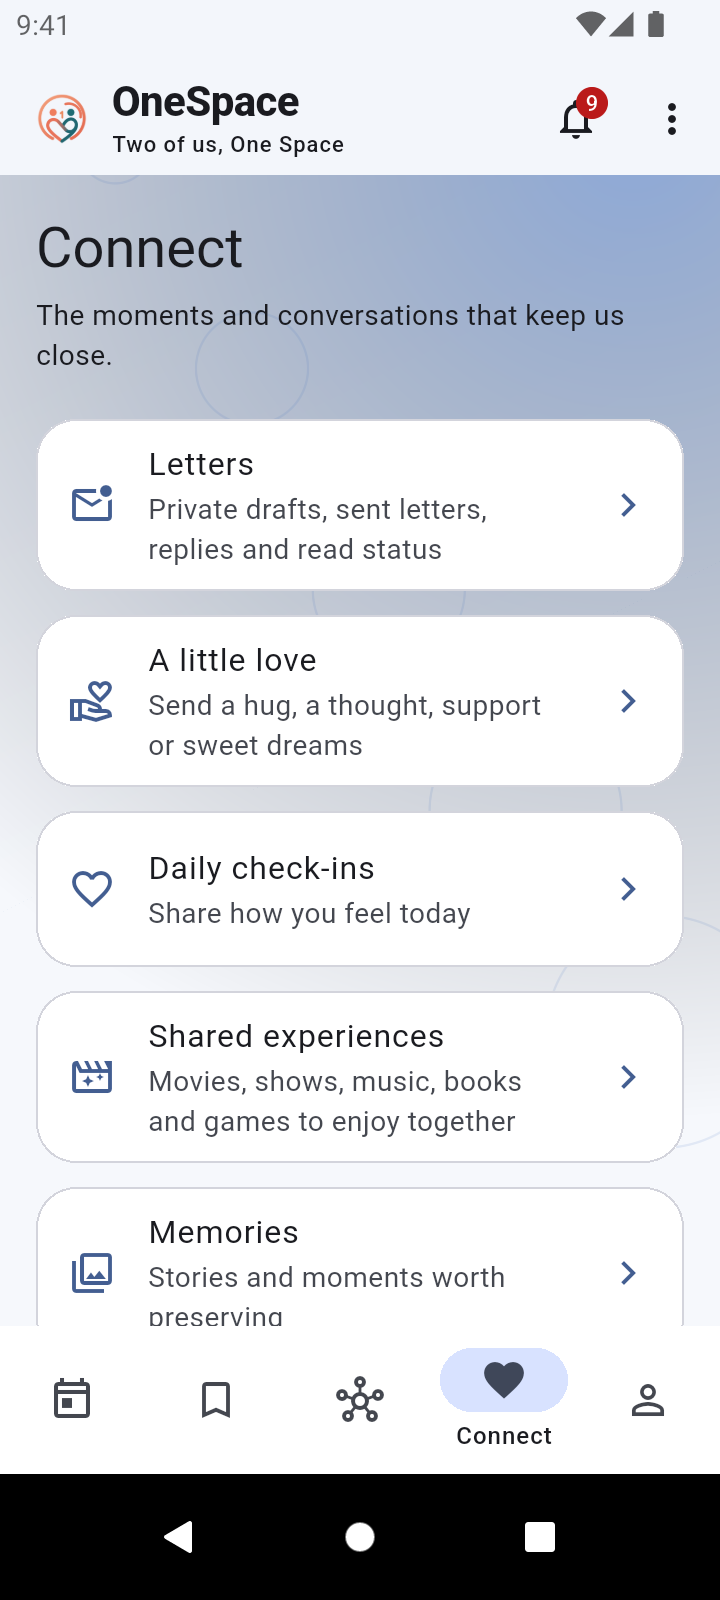 9:41
OneSpace
Two of us, One Space
9
Connect
The moments and conversations that keep us
close.
Letters
Private drafts, sent letters,
replies and read status
A little love
Send a hug, a thought, support
or sweet dreams
Daily check-ins
Share how you feel today
Shared experiences
Movies, shows, music, books
and games to enjoy together
Memories
Stories and moments worth
preserving
Connect